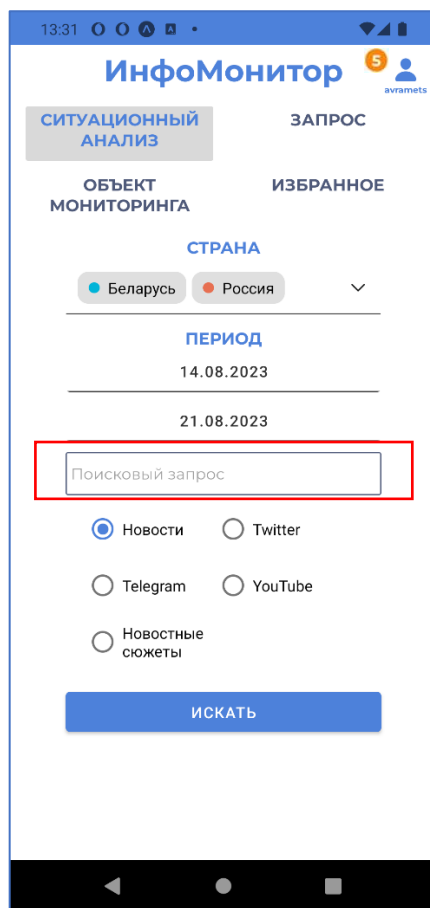 13:31
ИнфоМонитор
5
avramets
СИТУАЦИОННЫЙ
АНАЛИЗ
ЗАПРОС
ОБЪЕКТ
МОНИТОРИНГА
ИЗБРАННОЕ
СТРАНА
Беларусь Россия
ПЕРИОД
14.08.2023
21.08.2023
Поисковый запрос
Новости Twitter
Telegram YouTube
Новостные
сюжеты
ИСКАТЬ